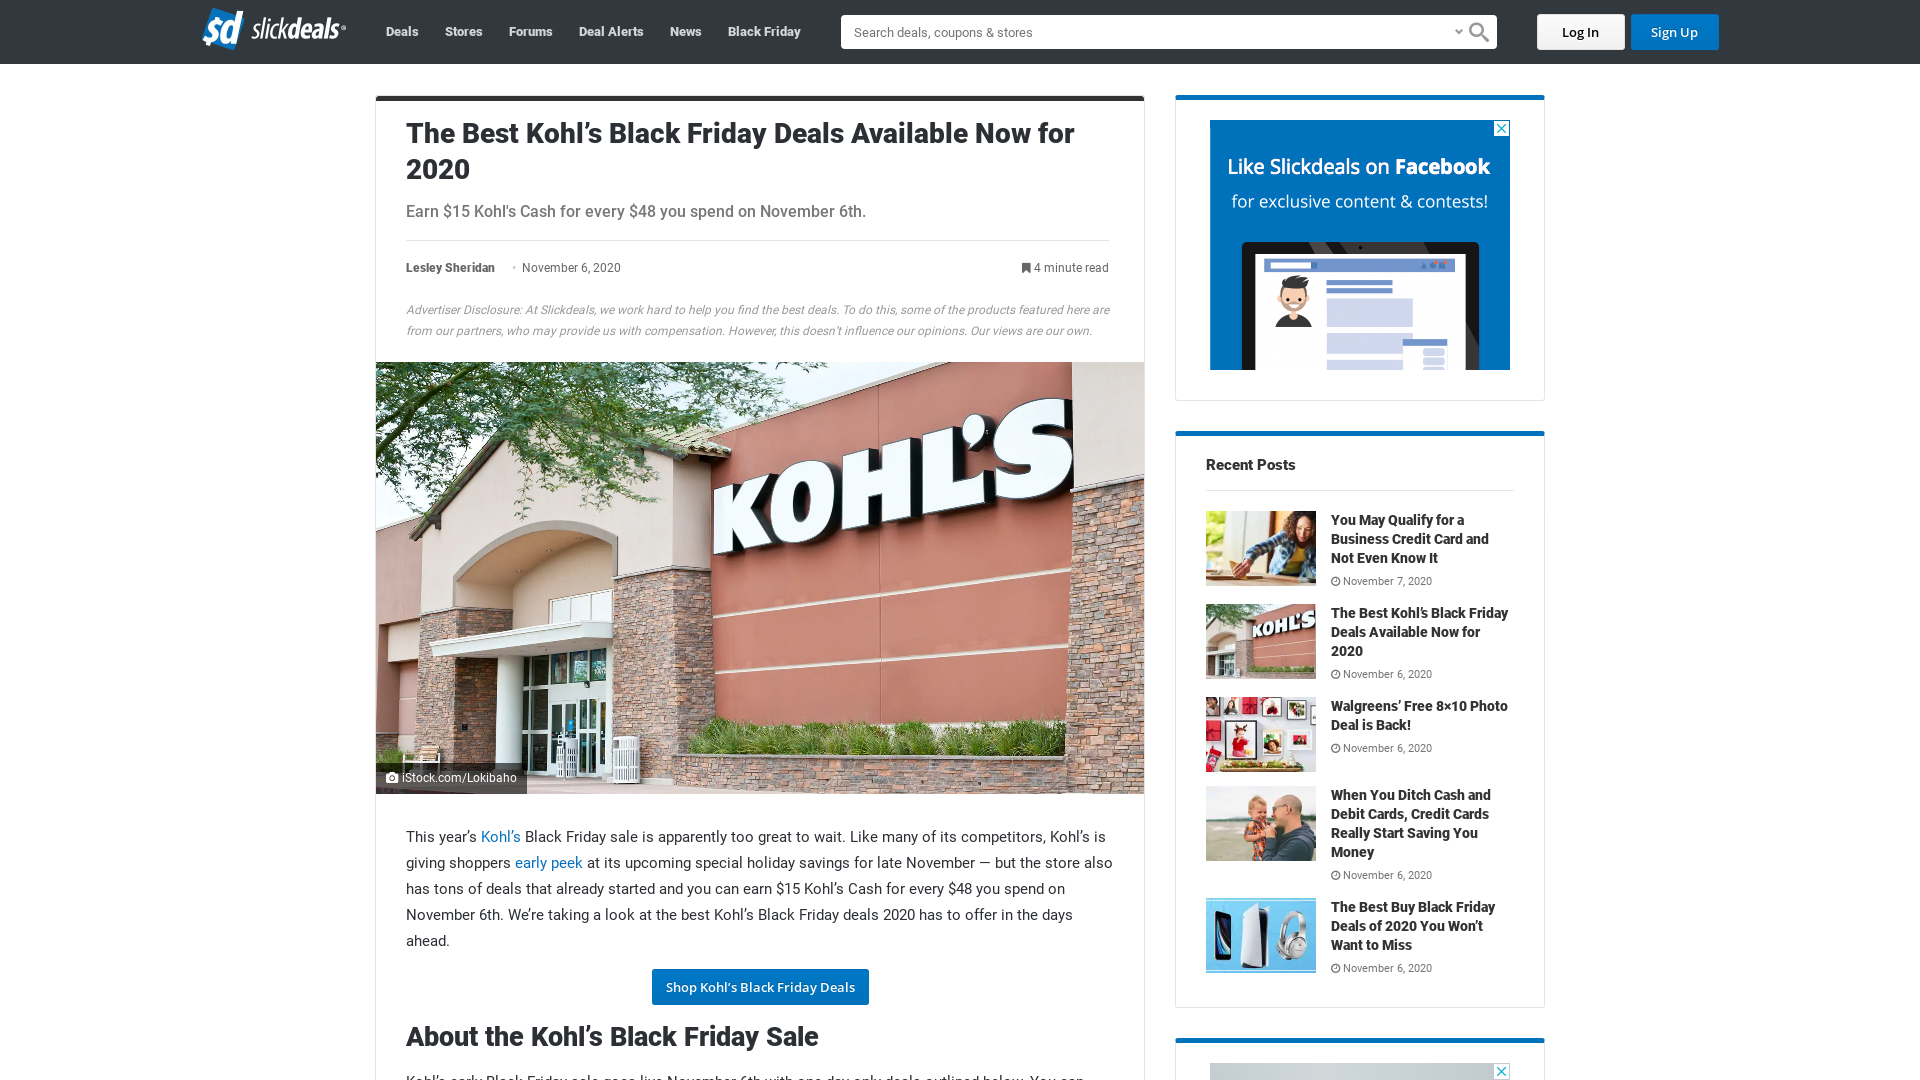 sd slickdeals
Deals
Stores
Forums
Deal Alerts
News
Black Friday
Search deals, coupons & stores
Log In
Sign Up
The Best Kohl’s Black Friday Deals Available Now for
2020
Earn $15 Kohl's Cash for every $48 you spend on November 6th.
Lesley Sheridan • November 6, 2020
4 minute read
Advertiser Disclosure: At Slickdeals, we work hard to help you find the best deals. To do this, some of the products featured here are
from our partners, who may provide us with compensation. However, this doesn’t influence our opinions. Our views are our own.
KOHL’S
iStock.com/Lokibaho
This year’s Kohl’s Black Friday sale is apparently too great to wait. Like many of its competitors, Kohl’s is
giving shoppers early peek at its upcoming special holiday savings for late November — but the store also
has tons of deals that already started and you can earn $15 Kohl’s Cash for every $48 you spend on
November 6th. We’re taking a look at the best Kohl’s Black Friday deals 2020 has to offer in the days
ahead.
Shop Kohl’s Black Friday Deals
About the Kohl’s Black Friday Sale
Like Slickdeals on Facebook
for exclusive content & contests!
Recent Posts
You May Qualify for a
Business Credit Card and
Not Even Know It
November 7, 2020
KOHL’S
The Best Kohl’s Black Friday
Deals Available Now for
2020
November 6, 2020
Walgreens’ Free 8×10 Photo
Deal is Back!
November 6, 2020
When You Ditch Cash and
Debit Cards, Credit Cards
Really Start Saving You
Money
November 6, 2020
The Best Buy Black Friday
Deals of 2020 You Won’t
Want to Miss
November 6, 2020